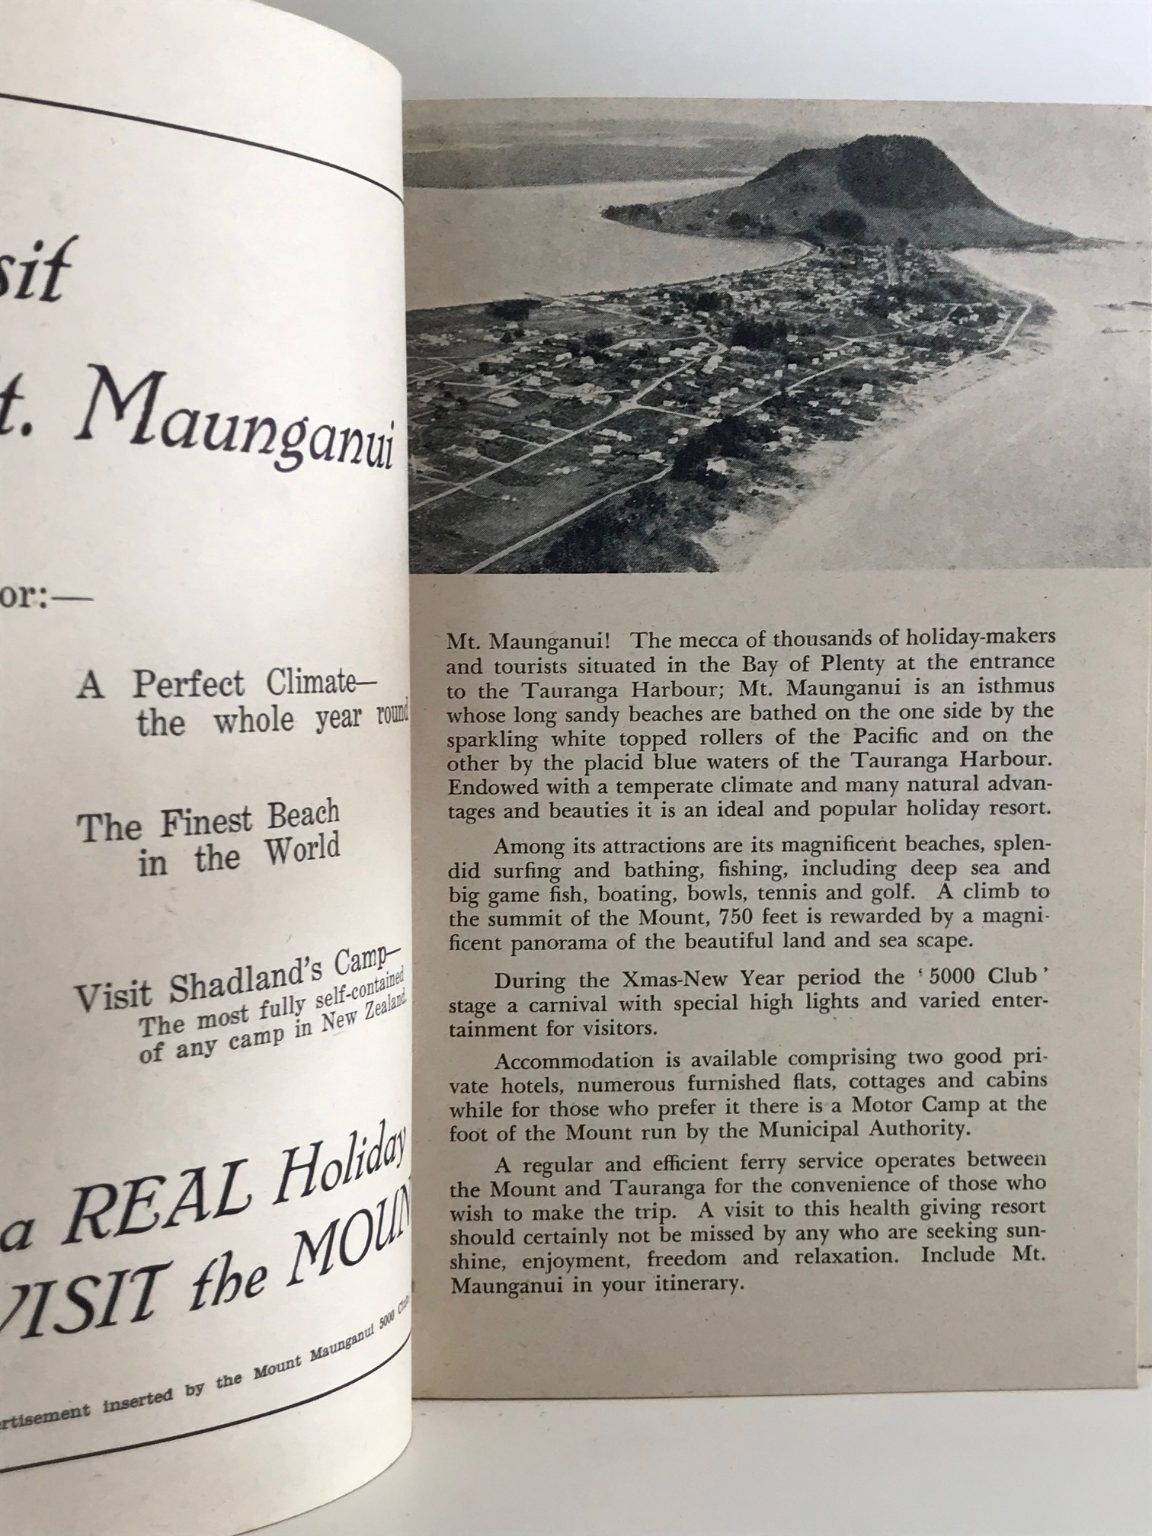 Mt. Maunganui
A Perfect Climate—
the whole year round
The Finest Beach
in the World
Visit Shadland's Camp—
The most fully self-contained
of any camp in New Zealand
a REAL Holiday
VISIT the
inserted by the Mount Maunganui 5000 Club
Mt. Maunganui! The mecca of thousands of holiday-makers
and tourists situated in the Bay of Plenty at the entrance
to the Tauranga Harbour; Mt. Maunganui is an isthmus
whose long sandy beaches are bathed on the one side by the
sparkling white topped rollers of the Pacific and on the
other by the placid blue waters of the Tauranga Harbour.
Endowed with a temperate climate and many natural advan-
tages and beauties it is an ideal and popular holiday resort.
Among its attractions are its magnificent beaches, splen-
did surfing and bathing, fishing, including deep sea and
big game fish, boating, bowls, tennis and golf. A climb to
the summit of the Mount, 750 feet is rewarded by a magni-
ficent panorama of the beautiful land and sea scape.
During the Xmas-New Year period the ‘5000 Club’
stage a carnival with special high lights and varied enter-
tainment for visitors.
Accommodation is available comprising two good pri-
vate hotels, numerous furnished flats, cottages and cabins
while for those who prefer it there is a Motor Camp at the
foot of the Mount run by the Municipal Authority.
A regular and efficient ferry service operates between
the Mount and Tauranga for the convenience of those who
wish to make the trip. A visit to this health giving resort
should certainly not be missed by any who are seeking sun-
shine, enjoyment, freedom and relaxation. Include Mt.
Maunganui in your itinerary.